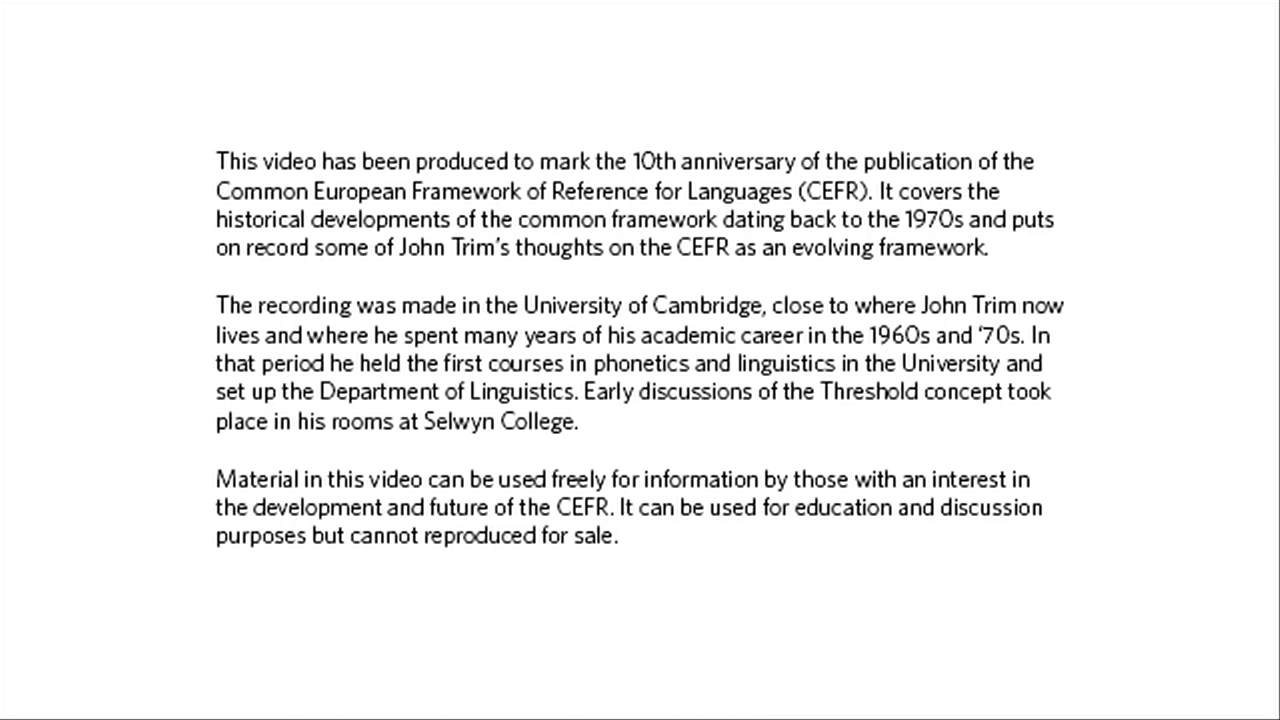 This video has been produced to mark the 10th anniversary of the publication of the
Common European Framework of Reference for Languages (CEFR). It covers the
historical developments of the common framework dating back to the 1970s and puts
on record some of John Trim's thoughts on the CEFR as an evolving framework.
The recording was made in the University of Cambridge, close to where John Trim now
lives and where he spent many years of his academic career in the 1960s and ‘70s. In
that period he held the first courses in phonetics and linguistics in the University and
set up the Department of Linguistics. Early discussions of the Threshold concept took
place in his rooms at Selwyn College.
Material in this video can be used freely for information by those with an interest in
the development and future of the CEFR. It can be used for education and discussion
purposes but cannot reproduced for sale.